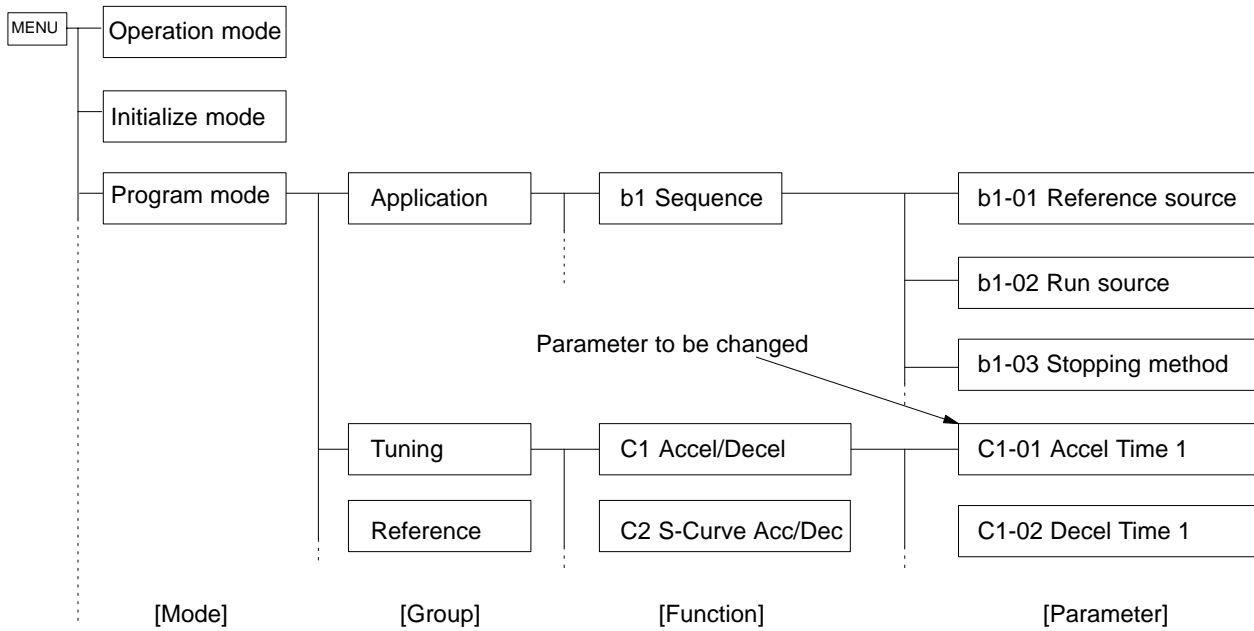 MENU
Operation mode
Initialize mode
Program mode
Application
b1 Sequence
b1-01 Reference source
b1-02 Run source
Parameter to be changed
b1-03 Stopping method
Tuning
C1 Accel/Decel
C1-01 Accel Time 1
Reference
C2 S-Curve Acc/Dec
C1-02 Decel Time 1
[Mode]
[Group]
[Function]
[Parameter]